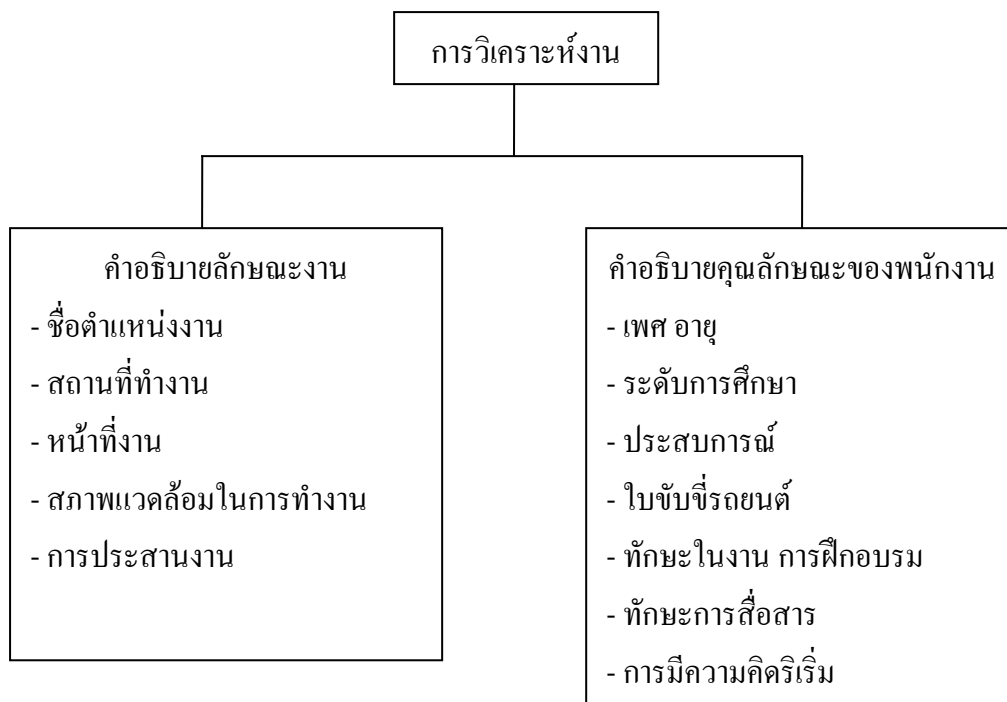 การวิเคราะห์งาน
คำอธิบายลักษณะงาน
- ชื่อตำแหน่งงาน
- สถานที่ทำงาน
- หน้าที่งาน
- สภาพแวดล้อมในการทำงาน
- การประสานงาน
คำอธิบายคุณลักษณะของพนักงาน
- เพศ อายุ
- ระดับการศึกษา
- ประสบการณ์
- ใบขับขี่รถยนต์
- ทักษะในงาน การฝึกอบรม
- ทักษะการสื่อสาร
- การมีความคิดริเริ่ม